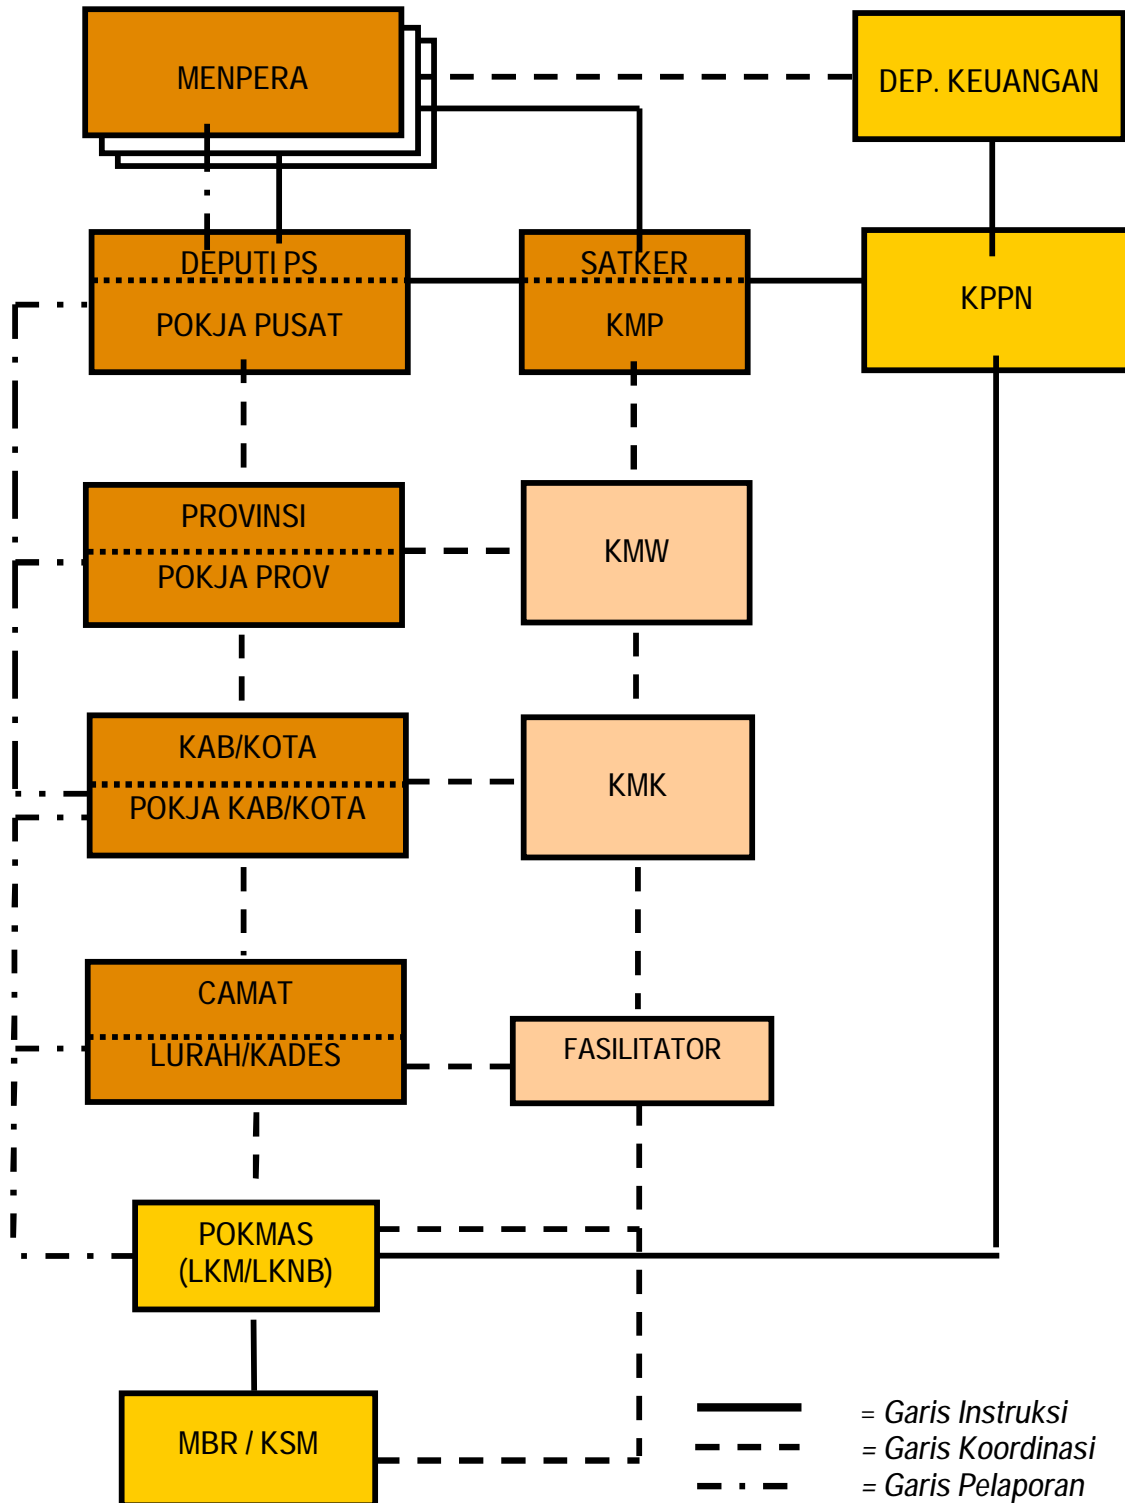 MENPERA
DEP. KEUANGAN
DEPUTI PS
POKJA PUSAT
SATKER
KMP
KPPN
PROVINSI
POKJA PROV
KMW
KAB/KOTA
POKJA KAB/KOTA
KMK
CAMAT
LURAH/KADES
FASILITATOR
POKMAS
(LKM/LKNB)
MBR / KSM
= Garis Instruksi
= Garis Koordinasi
= Garis Pelaporan